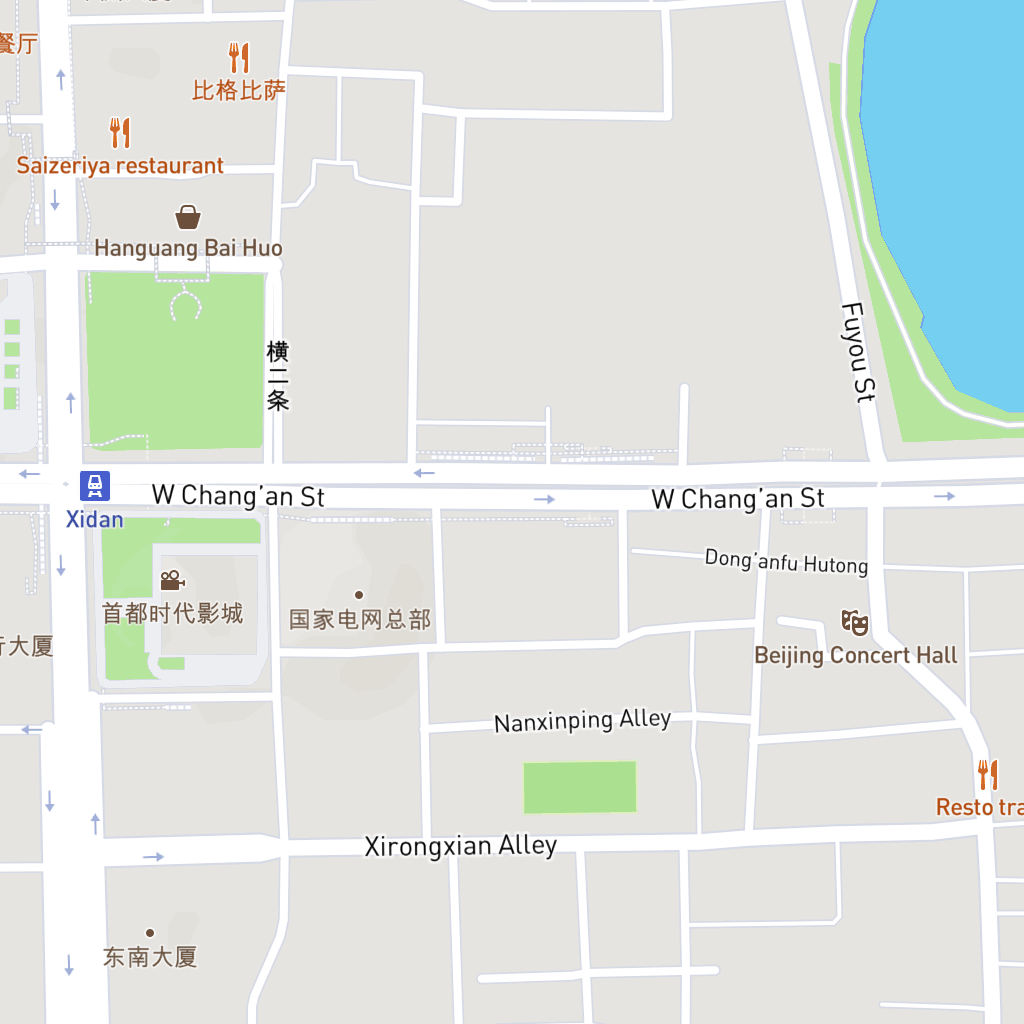 餐厅
比格比萨
Saizeriya restaurant
Hanguang Bai Huo
Fuyou St
横二条
W Chang'an St
W Chang'an St
Xidan
Dong'anfu Hutong
首都时代影城
国家电网总部
行大厦
Beijing Concert Hall
Nanxinping Alley
Resto tra
Xirongxian Alley
东南大厦